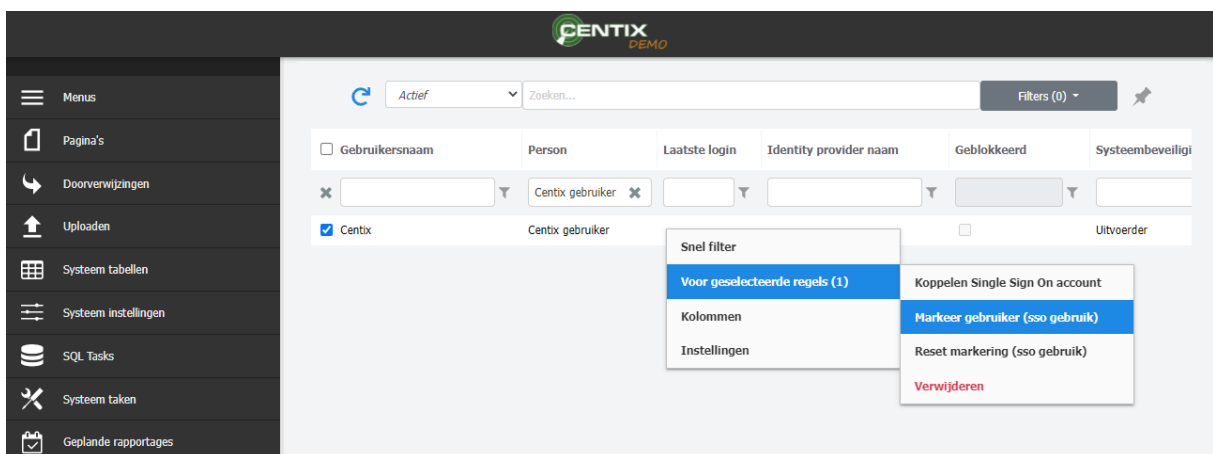 CENTIX
DEMO
Menus
Pagina's
Doorverwijzingen
Uploaden
Systeem tabellen
Systeem instellingen
SQL Tasks
Systeem taken
Geplande rapportages
Actief
Zoeken...
Filters (0)
Gebruikersnaam Person Laatste login Identity provider naam Geblokkeerd Systeembeveiligi
Centix gebruiker
Centix Centix gebruiker Uitvoerder
Snel filter
Voor geselecteerde regels (1)
Kolommen
Instellingen
Koppelen Single Sign On account
Markeer gebruiker (sso gebruik)
Reset markering (sso gebruik)
Verwijderen